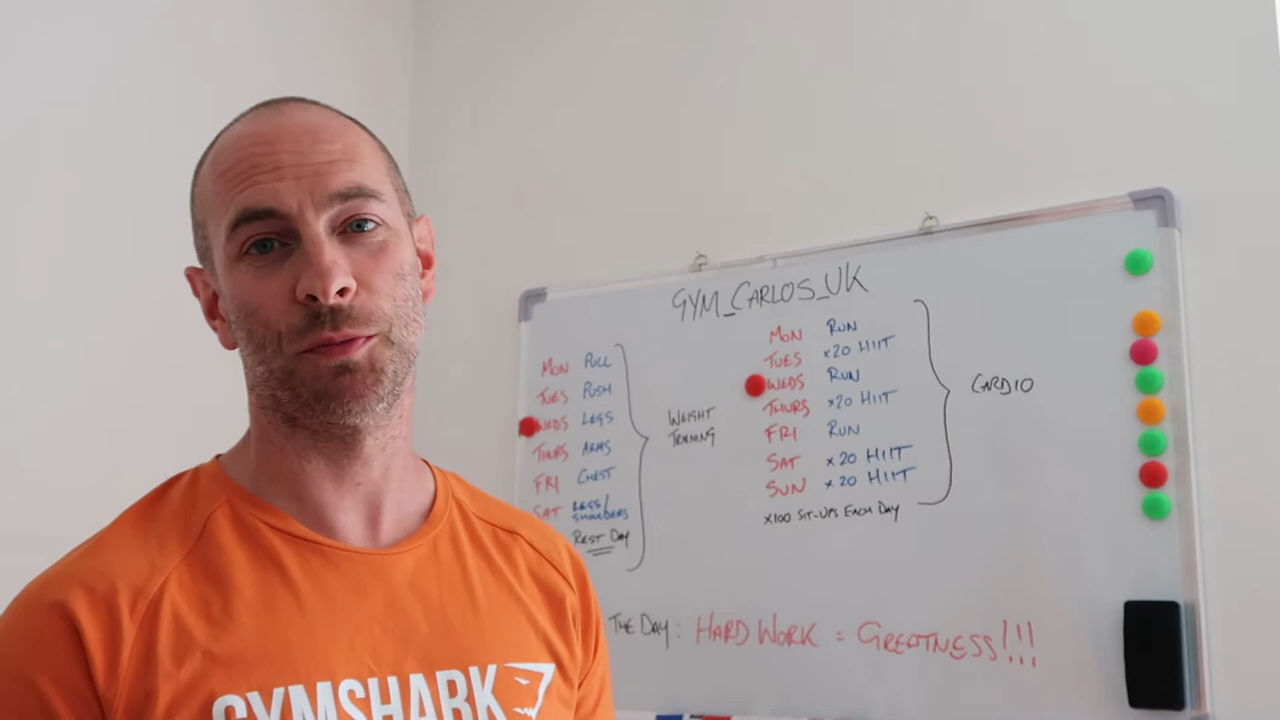 GYM_CARLOS_UK
MON PULL
TUES PUSH
WEDS LEGS
THURS ARMS
FRI CHEST
SAT LEGS/
SHOULDERS
REST DAY
WEIGHT
TRAINING
MON RUN
TUES x20 HIIT
WEDS RUN
THURS x20 HIIT
FRI RUN
SAT x20 HIIT
SUN x20 HIIT
x100 SIT-UPS EACH DAY
CARDIO
THE DAY: HARD WORK = GREATNESS!!!
GYMSHARK